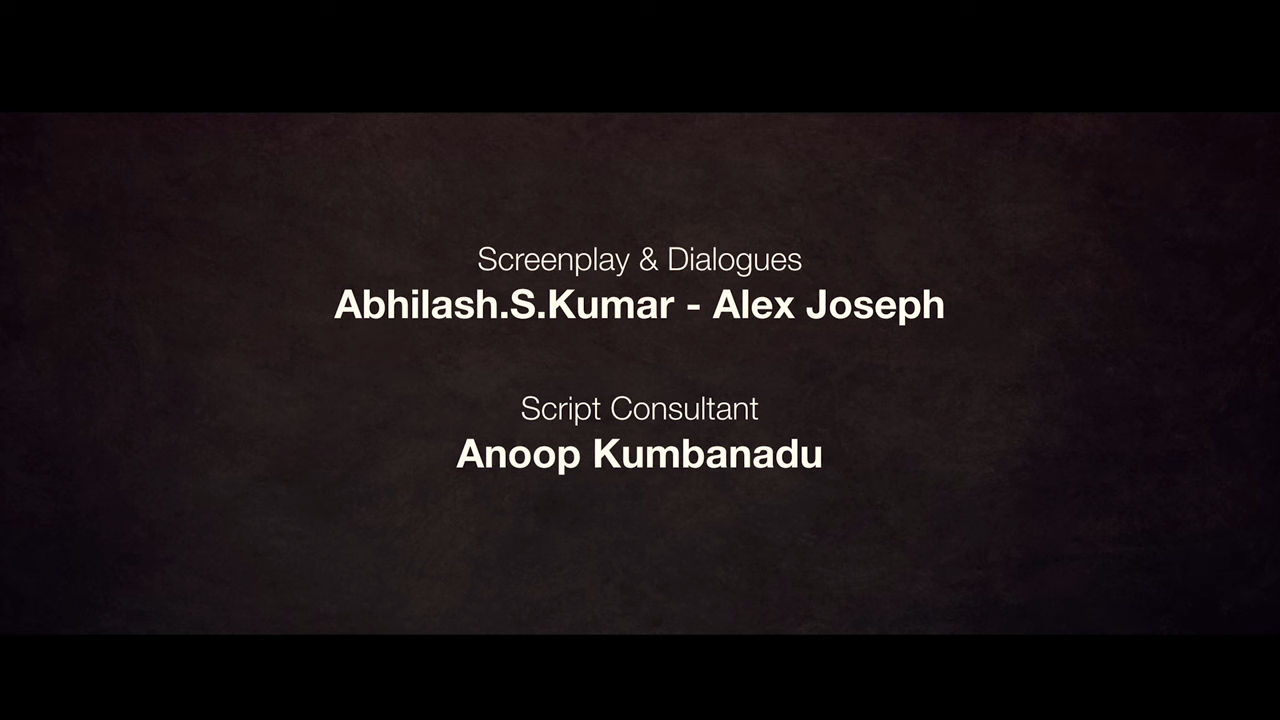 Screenplay & Dialogues
Abhilash.S.Kumar - Alex Joseph
Script Consultant
Anoop Kumbanadu